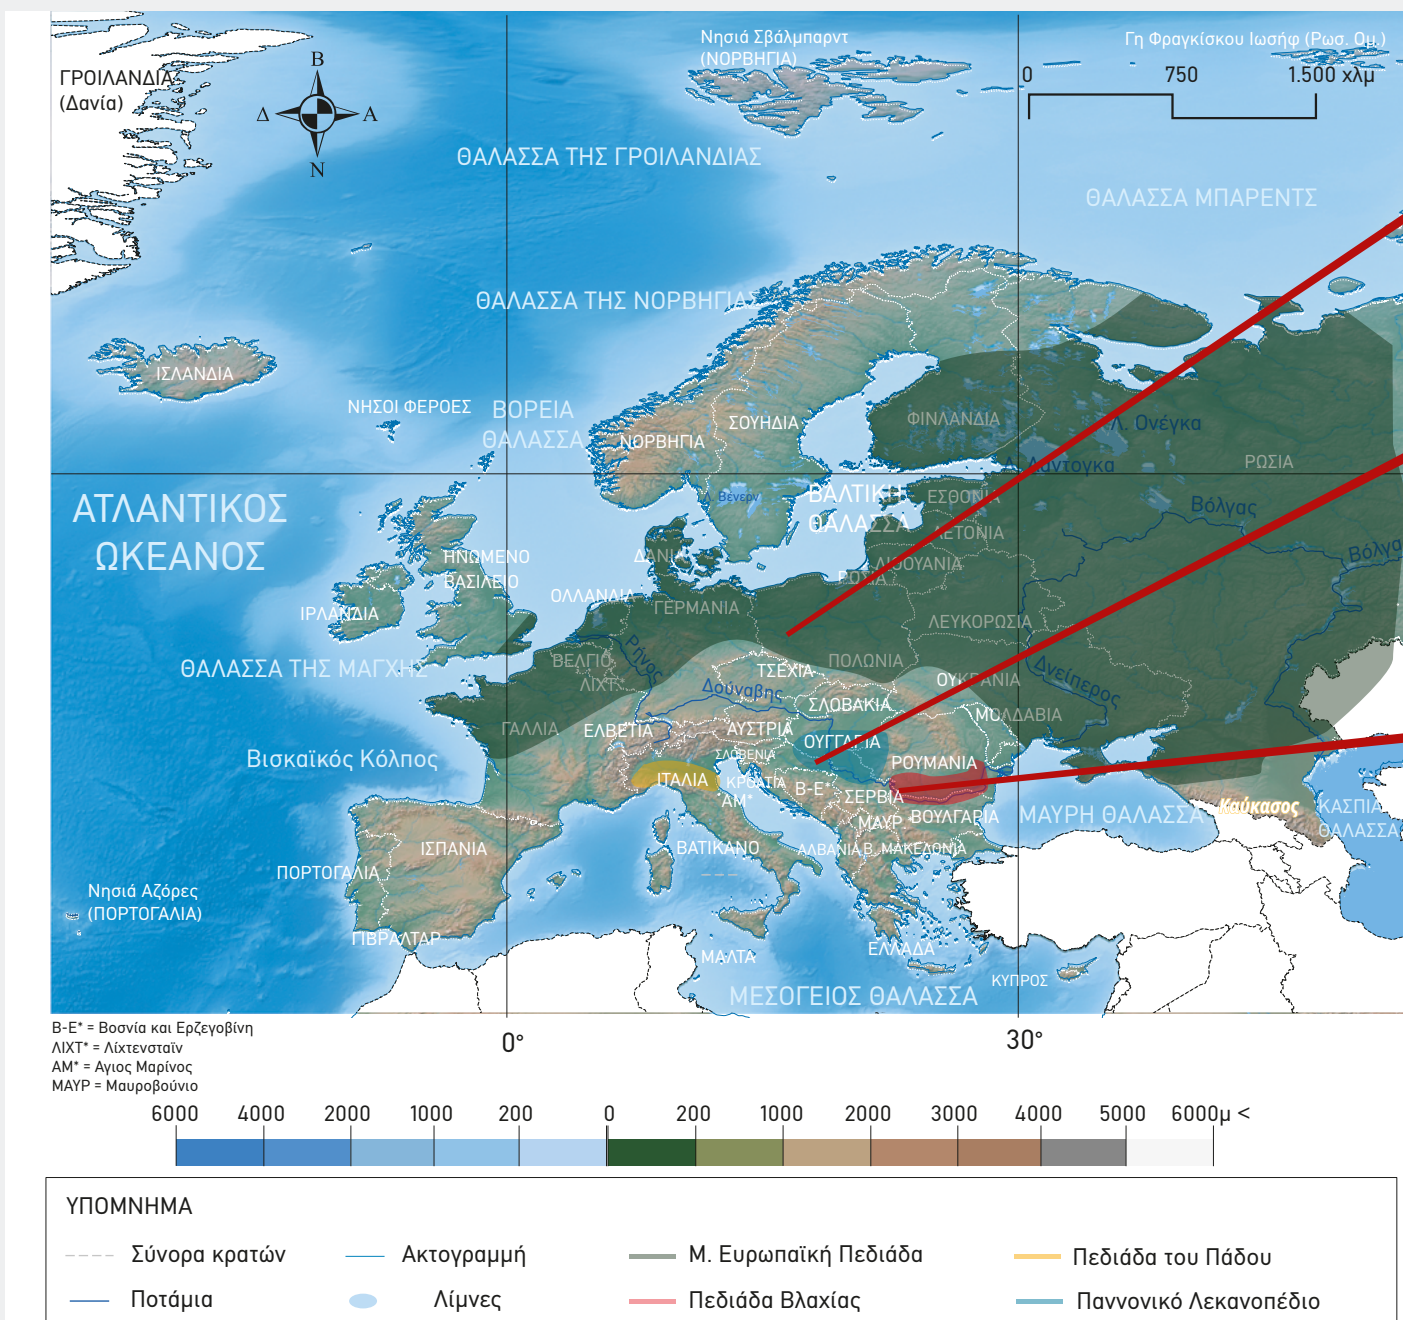 Νησιά Σβάλμπαρντ
(ΝΟΡΒΗΓΙΑ)
Γη Φραγκίσκου Ιωσήφ (Ρωσ. Ομ.)
0 750 1.500 χλμ
ΓΡΟΙΛΑΝΔΙΑ
(Δανία)
Β
Δ Α
Ν
ΘΑΛΑΣΣΑ ΤΗΣ ΓΡΟΙΛΑΝΔΙΑΣ
ΘΑΛΑΣΣΑ ΜΠΑΡΕΝΤΣ
ΘΑΛΑΣΣΑ ΤΗΣ ΝΟΡΒΗΓΙΑΣ
ΙΣΛΑΝΔΙΑ
ΝΗΣΟΙ ΦΕΡΟΕΣ
ΒΟΡΕΙΑ
ΘΑΛΑΣΣΑ
ΝΟΡΒΗΓΙΑ
ΣΟΥΗΔΙΑ
ΦΙΝΛΑΝΔΙΑ
Λ. Ονέγκα
Λ. Λαντογκα
ΡΩΣΙΑ
Λ. Βένερν
ΒΑΛΤΙΚΗ
ΘΑΛΑΣΣΑ
ΕΣΘΟΝΙΑ
ΛΕΤΟΝΙΑ
Βόλγας
Βόλγας
ΑΤΛΑΝΤΙΚΟΣ
ΩΚΕΑΝΟΣ
ΗΝΩΜΕΝΟ
ΒΑΣΙΛΕΙΟ
ΔΑΝΙΑ
ΛΙΘΟΥΑΝΙΑ
ΡΩΣΙΑ
ΙΡΛΑΝΔΙΑ
ΟΛΛΑΝΔΙΑ
ΓΕΡΜΑΝΙΑ
ΛΕΥΚΟΡΩΣΙΑ
ΘΑΛΑΣΣΑ ΤΗΣ ΜΑΓΧΗΣ
ΒΕΛΓΙΟ
ΛΙΧΤ.*
Ρήνος
ΤΣΕΧΙΑ
ΠΟΛΩΝΙΑ
ΟΥΚΡΑΝΙΑ
Δνείπερος
Δούναβης
ΣΛΟΒΑΚΙΑ
ΜΟΛΔΑΒΙΑ
ΓΑΛΛΙΑ
ΕΛΒΕΤΙΑ
ΑΥΣΤΡΙΑ
ΟΥΓΓΑΡΙΑ
Βισκαϊκός Κόλπος
ΣΛΟΒΕΝΙΑ
ΡΟΥΜΑΝΙΑ
ΙΤΑΛΙΑ
ΚΡΟΑΤΙΑ
ΑΜ*
Β-Ε*
ΣΕΡΒΙΑ
ΜΑΥΡ
ΒΟΥΛΓΑΡΙΑ
ΜΑΥΡΗ ΘΑΛΑΣΣΑ
Καύκασος
ΚΑΣΠΙΑ
ΘΑΛΑΣΣΑ
ΙΣΠΑΝΙΑ
ΒΑΤΙΚΑΝΟ
ΑΛΒΑΝΙΑ
Β. ΜΑΚΕΔΟΝΙΑ
ΠΟΡΤΟΓΑΛΙΑ
Νησιά Αζόρες
(ΠΟΡΤΟΓΑΛΙΑ)
ΓΙΒΡΑΛΤΑΡ
ΜΑΛΤΑ
ΕΛΛΑΔΑ
ΚΥΠΡΟΣ
ΜΕΣΟΓΕΙΟΣ ΘΑΛΑΣΣΑ
Β-Ε* = Βοσνία και Ερζεγοβίνη
ΛΙΧΤ* = Λίχτενσταϊν
ΑΜ* = Αγιος Μαρίνος
ΜΑΥΡ = Μαυροβούνιο
0° 30°
6000 4000 2000 1000 200 0 200 1000 2000 3000 4000 5000 6000μ <
ΥΠΟΜΝΗΜΑ
Σύνορα κρατών Ακτογραμμή Μ. Ευρωπαϊκή Πεδιάδα Πεδιάδα του Πάδου
Ποτάμια Λίμνες Πεδιάδα Βλαχίας Παννονικό Λεκανοπέδιο